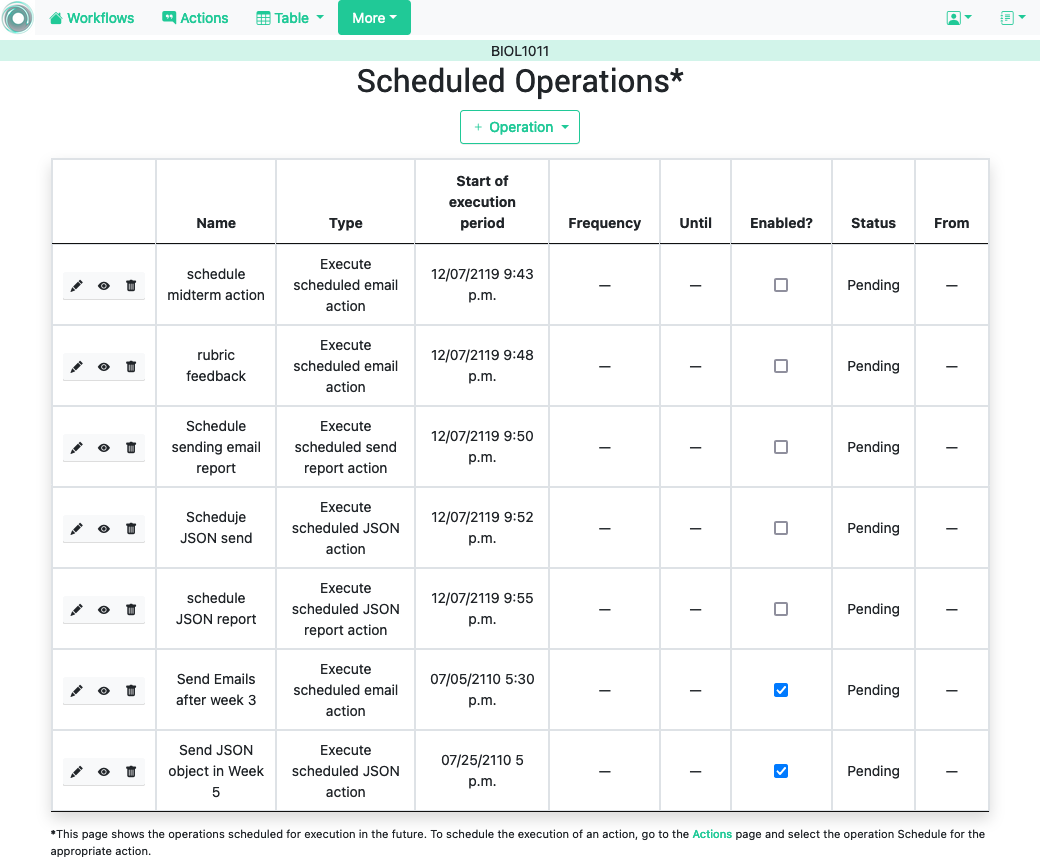 Workflows Actions Table More
BIOL1011
Scheduled Operations*
+ Operation
Name Type Start of execution period Frequency Until Enabled? Status From
schedule midterm action Execute scheduled email action 12/07/2119 9:43 p.m. — — Pending —
rubric feedback Execute scheduled email action 12/07/2119 9:48 p.m. — — Pending —
Schedule sending email report Execute scheduled send report action 12/07/2119 9:50 p.m. — — Pending —
Scheduje JSON send Execute scheduled JSON action 12/07/2119 9:52 p.m. — — Pending —
schedule JSON report Execute scheduled JSON report action 12/07/2119 9:55 p.m. — — Pending —
Send Emails after week 3 Execute scheduled email action 07/05/2110 5:30 p.m. — — Pending —
Send JSON object in Week 5 Execute scheduled JSON action 07/25/2110 5 p.m. — — Pending —
*This page shows the operations scheduled for execution in the future. To schedule the execution of an action, go to the Actions page and select the operation Schedule for the
appropriate action.